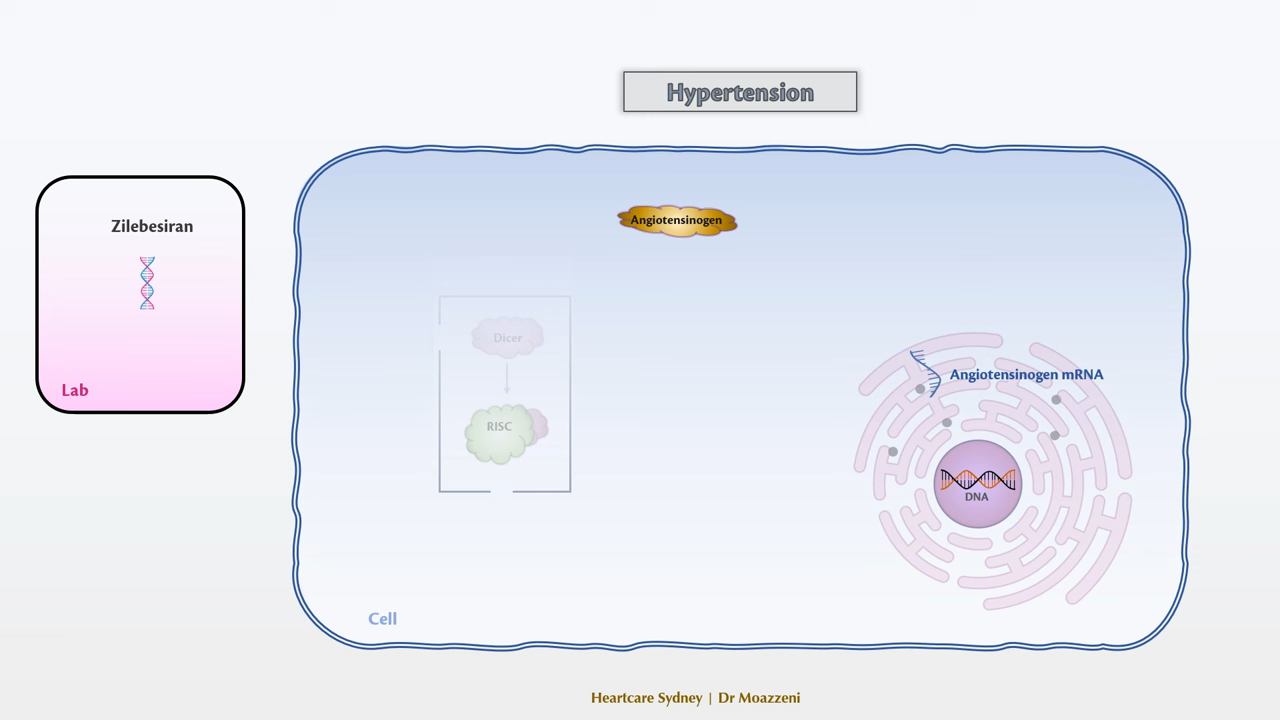 Hypertension
Zilebesiran
Lab
Angiotensinogen
Dicer
RISC
Angiotensinogen mRNA
DNA
Cell
Heartcare Sydney | Dr Moazzeni